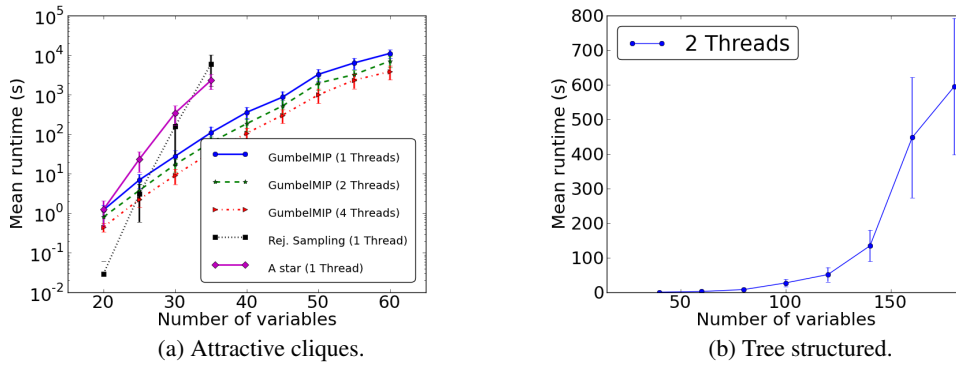 10^5
10^4
10^3
10^2
10^1
10^0
10^-1
10^-2
Mean runtime (s)
GumbelMIP (1 Threads)
GumbelMIP (2 Threads)
GumbelMIP (4 Threads)
Rej. Sampling (1 Thread)
A star (1 Thread)
20 30 40 50 60
Number of variables
(a) Attractive cliques.
800
700
600
500
400
300
200
100
0
Mean runtime (s)
2 Threads
50 100 150
Number of variables
(b) Tree structured.